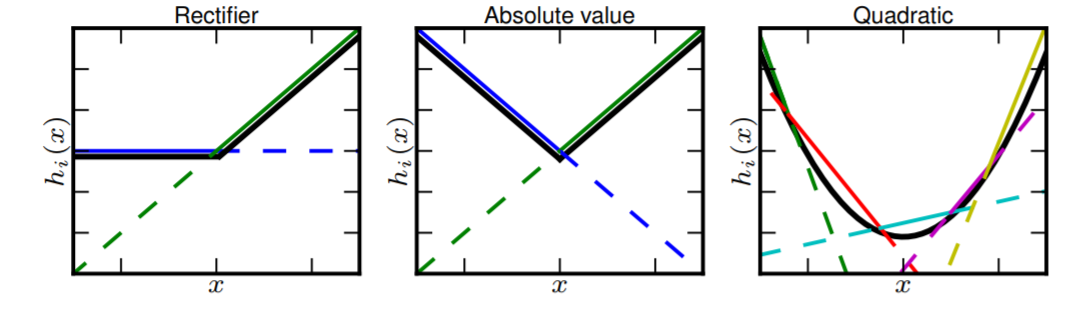 Rectifier
h_i(x)
x
Absolute value
h_i(x)
x
Quadratic
h_i(x)
x